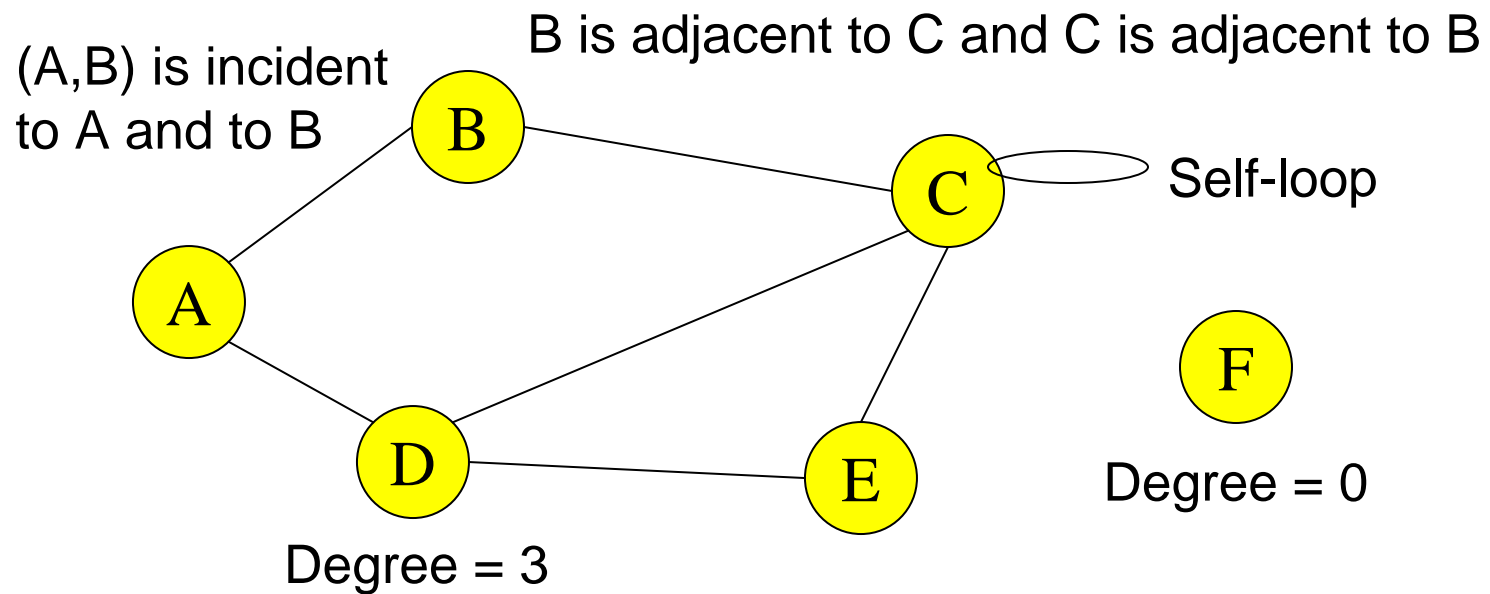 B is adjacent to C and C is adjacent to B
(A,B) is incident
to A and to B
B
C
Self-loop
A
F
D
E
Degree = 0
Degree = 3